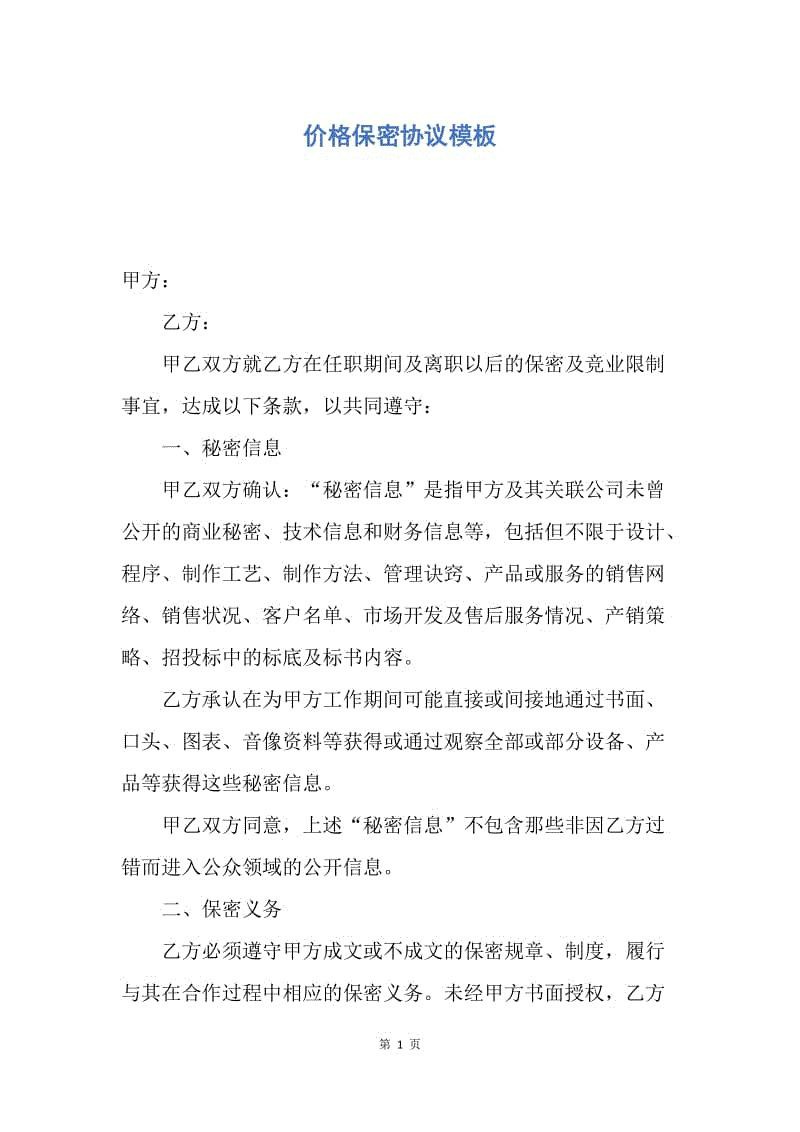 价格保密协议模板
甲方：
乙方：
甲乙双方就乙方在任职期间及离职以后的保密及竞业限制
事宜，达成以下条款，以共同遵守：
一、秘密信息
甲乙双方确认：“秘密信息”是指甲方及其关联公司未曾
公开的商业秘密、技术信息和财务信息等，包括但不限于设计、
程序、制作工艺、制作方法、管理诀窍、产品或服务的销售网
络、销售状况、客户名单、市场开发及售后服务情况、产销策
略、招投标中的标底及标书内容。
乙方承认在为甲方工作期间可能直接或间接地通过书面、
口头、图表、音像资料等获得或通过观察全部或部分设备、产
品等获得这些秘密信息。
甲乙双方同意，上述“秘密信息”不包含那些非因乙方过
错而进入公众领域的公开信息。
二、保密义务
乙方必须遵守甲方成文或不成文的保密规章、制度，履行
与其在合作过程中相应的保密义务。未经甲方书面授权，乙方
第 1 页